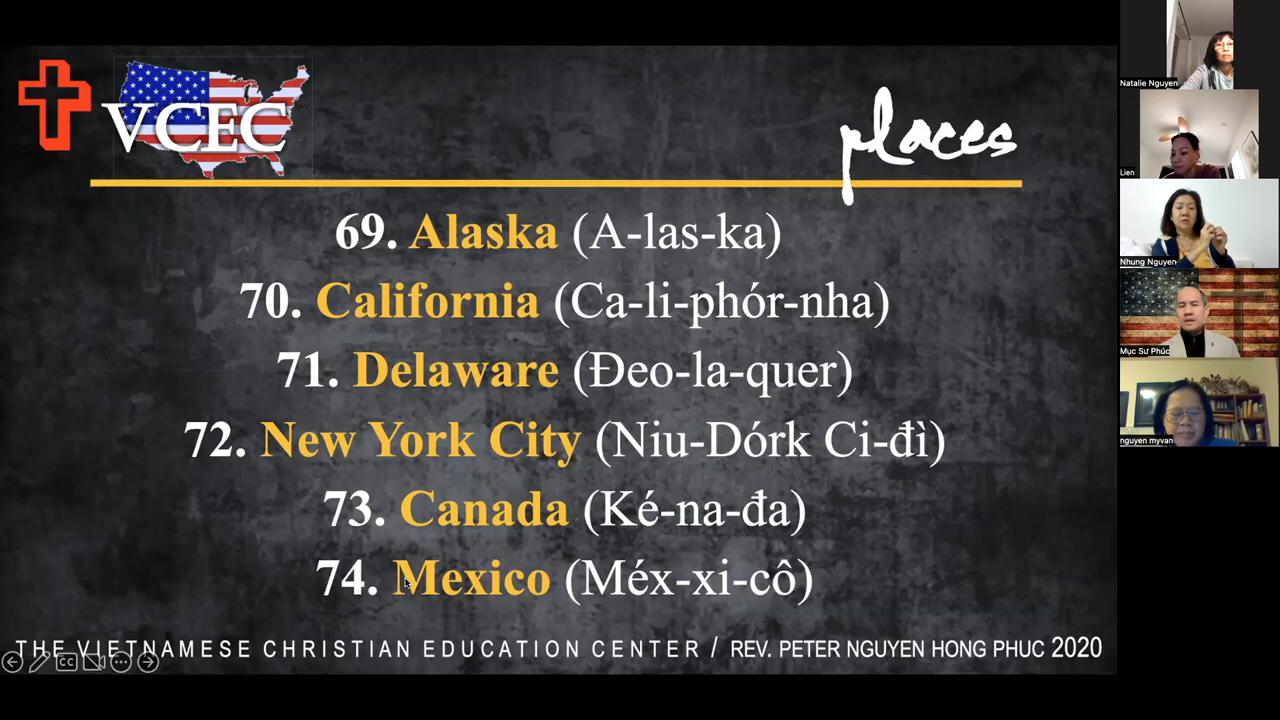 VCEC
places
69. Alaska (A-las-ka)
70. California (Ca-li-phór-nha)
71. Delaware (Đeo-la-quer)
72. New York City (Niu-Dórk Ci-đì)
73. Canada (Ké-na-đa)
74. Mexico (Méx-xi-cô)
THE VIETNAMESE CHRISTIAN EDUCATION CENTER / REV. PETER NGUYEN HONG PHUC 2020
CC
Natalie Nguyen
Lien
Nhung Nguyen
Mục Sư Phúc
nguyen myvan